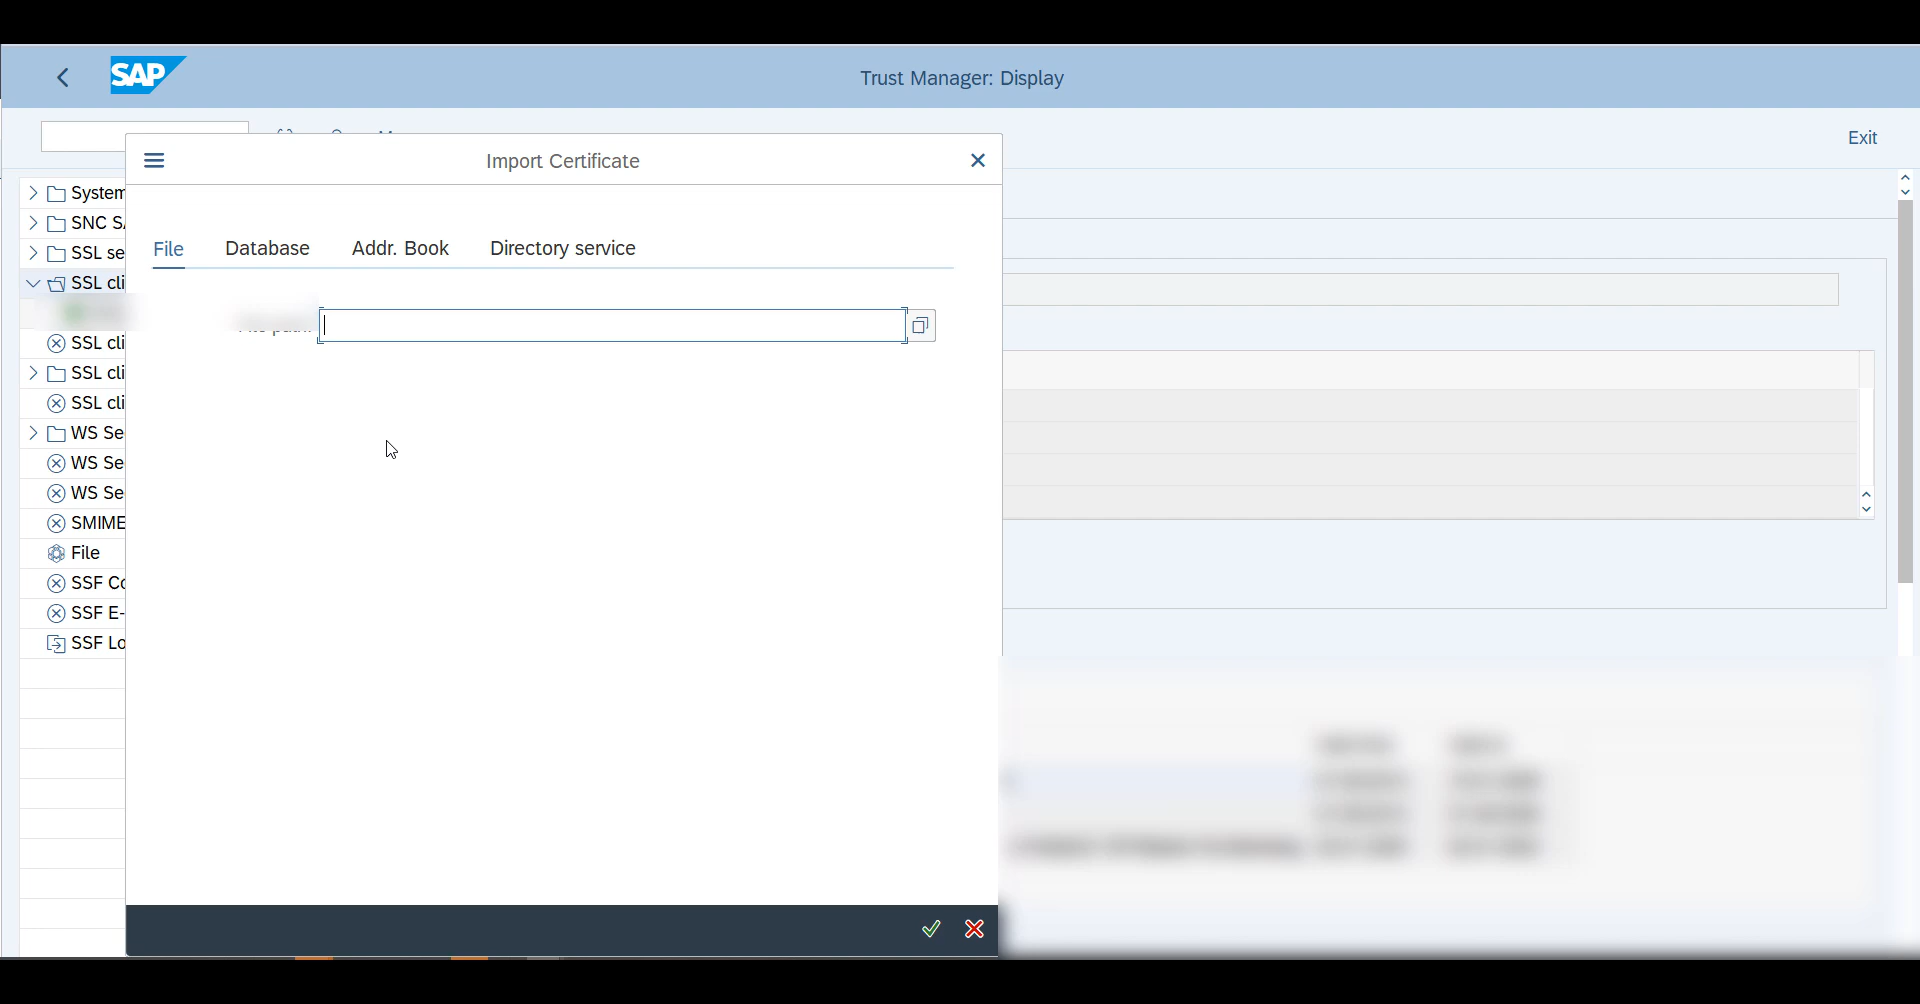 SAP
Trust Manager: Display
Exit
Import Certificate
System
SNC S
SSL se
SSL cli
SSL cli
SSL cli
SSL cli
WS Se
WS Se
WS Se
SMIME
File
SSF Co
SSF E-
SSF Lo
File Database Addr. Book Directory service